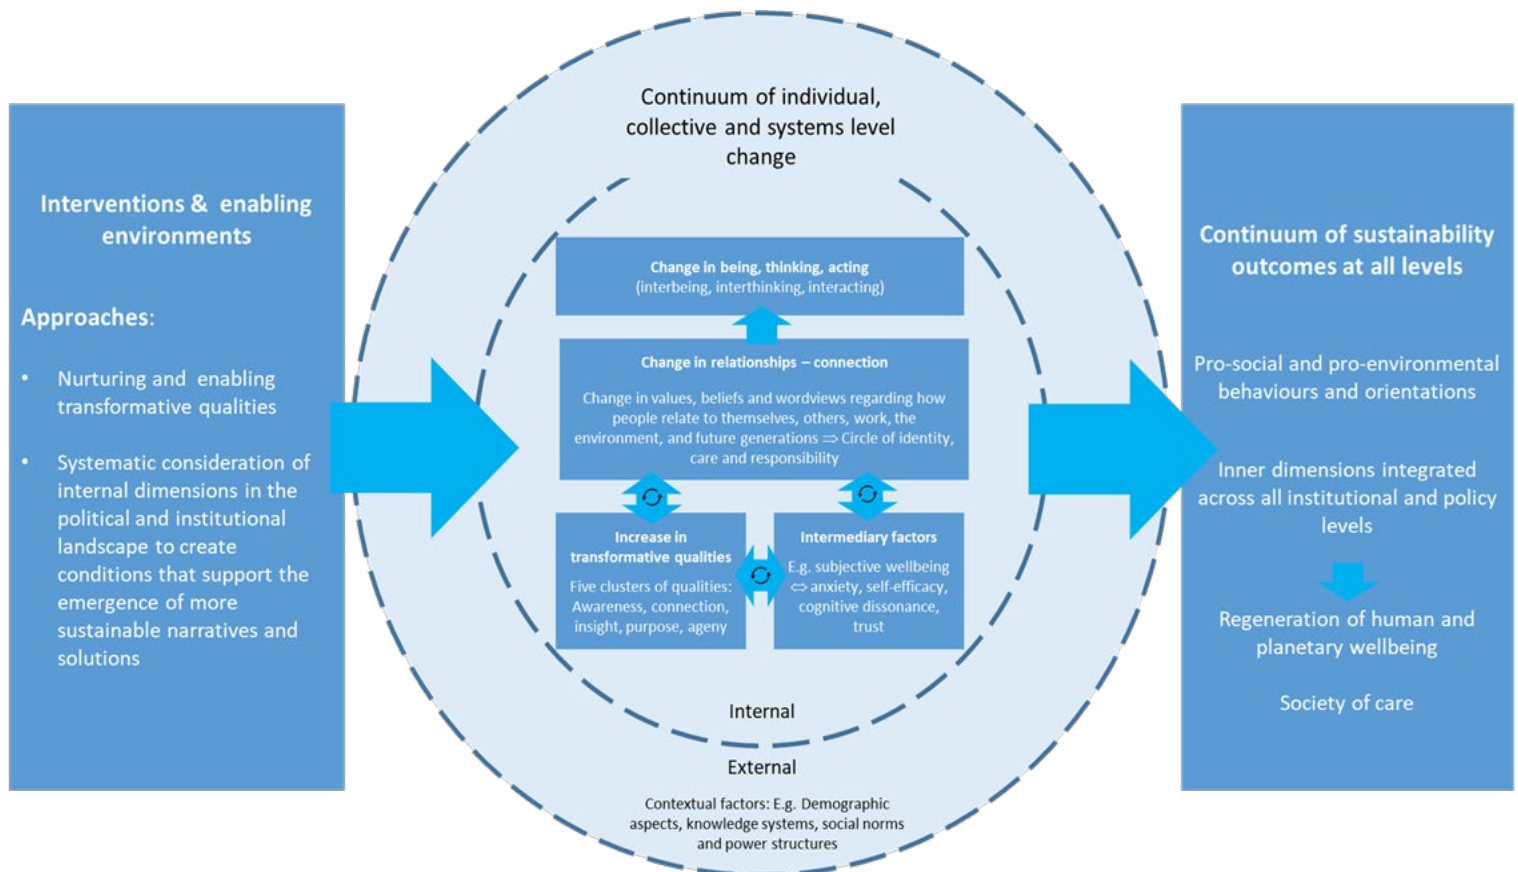 Interventions & enabling
environments
Approaches:
• Nurturing and enabling
transformative qualities
• Systematic consideration of
internal dimensions in the
political and institutional
landscape to create
conditions that support the
emergence of more
sustainable narratives and
solutions
Continuum of individual,
collective and systems level
change
Change in being, thinking, acting
(interbeing, interthinking, interacting)
Change in relationships – connection
Change in values, beliefs and wordviews regarding how
people relate to themselves, others, work, the
environment, and future generations ⇒ Circle of identity,
care and responsibility
Increase in
transformative qualities
Five clusters of qualities:
Awareness, connection,
insight, purpose, ageny
Intermediary factors
E.g. subjective wellbeing
⇔ anxiety, self-efficacy,
cognitive dissonance,
trust
Internal
External
Contextual factors: E.g. Demographic
aspects, knowledge systems, social norms
and power structures
Continuum of sustainability
outcomes at all levels
Pro-social and pro-environmental
behaviours and orientations
Inner dimensions integrated
across all institutional and policy
levels
Regeneration of human and
planetary wellbeing
Society of care